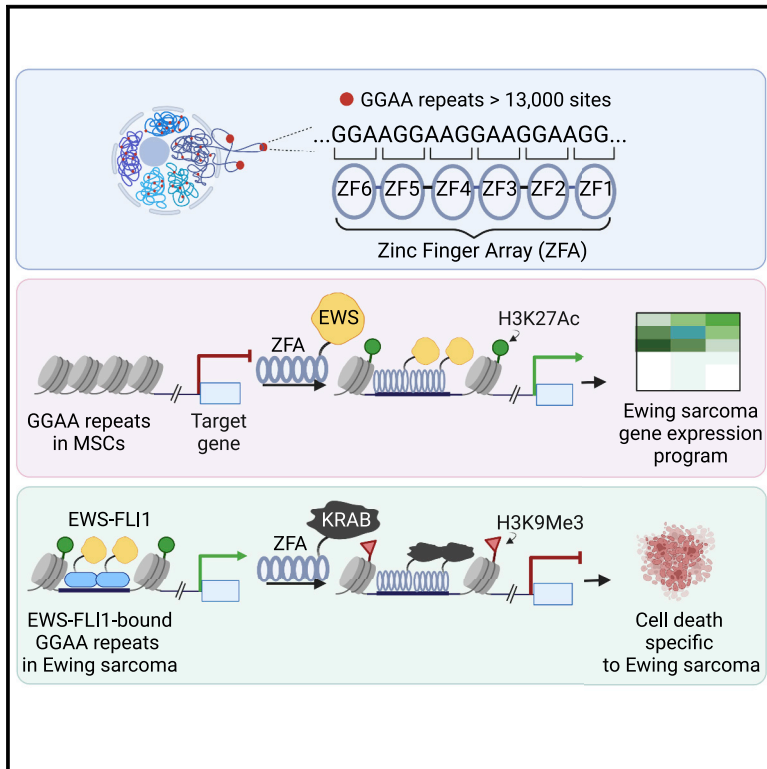 GGAA repeats > 13,000 sites
...GGAAGGAAGGAAGGAAGG...
ZF6 ZF5 ZF4 ZF3 ZF2 ZF1
Zinc Finger Array (ZFA)
EWS
ZFA
H3K27Ac
GGAA repeats
in MSCs
Target
gene
Ewing sarcoma
gene expression
program
EWS-FLI1
KRAB
ZFA
H3K9Me3
EWS-FLI1-bound
GGAA repeats
in Ewing sarcoma
Cell death
specific
to Ewing sarcoma